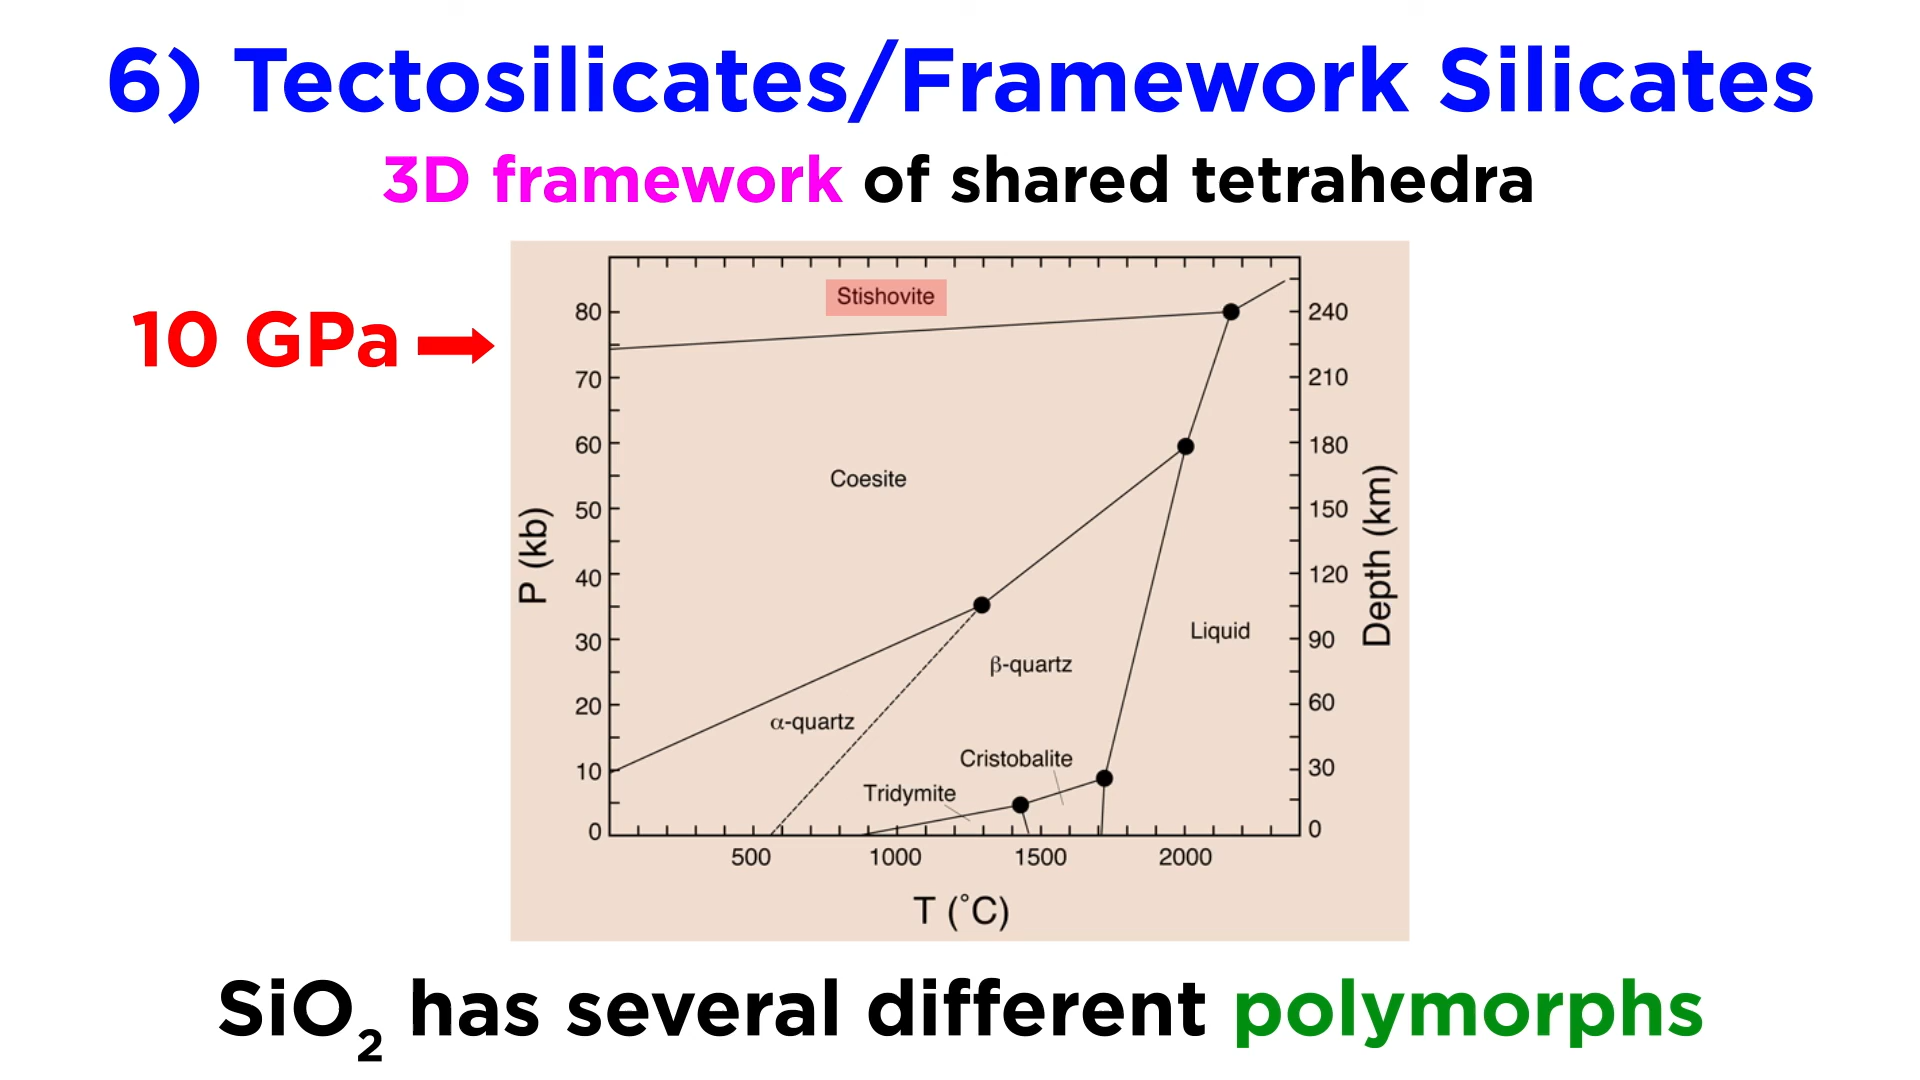 6) Tectosilicates/Framework Silicates
3D framework of shared tetrahedra
10 GPa
Stishovite
80
240
70
210
60
180
Coesite
50
150
P (kb)
Depth (km)
40
120
30
90
Liquid
β-quartz
20
60
α-quartz
Cristobalite
10
30
Tridymite
0
0
500
1000
1500
2000
T (˚C)
SiO₂ has several different polymorphs